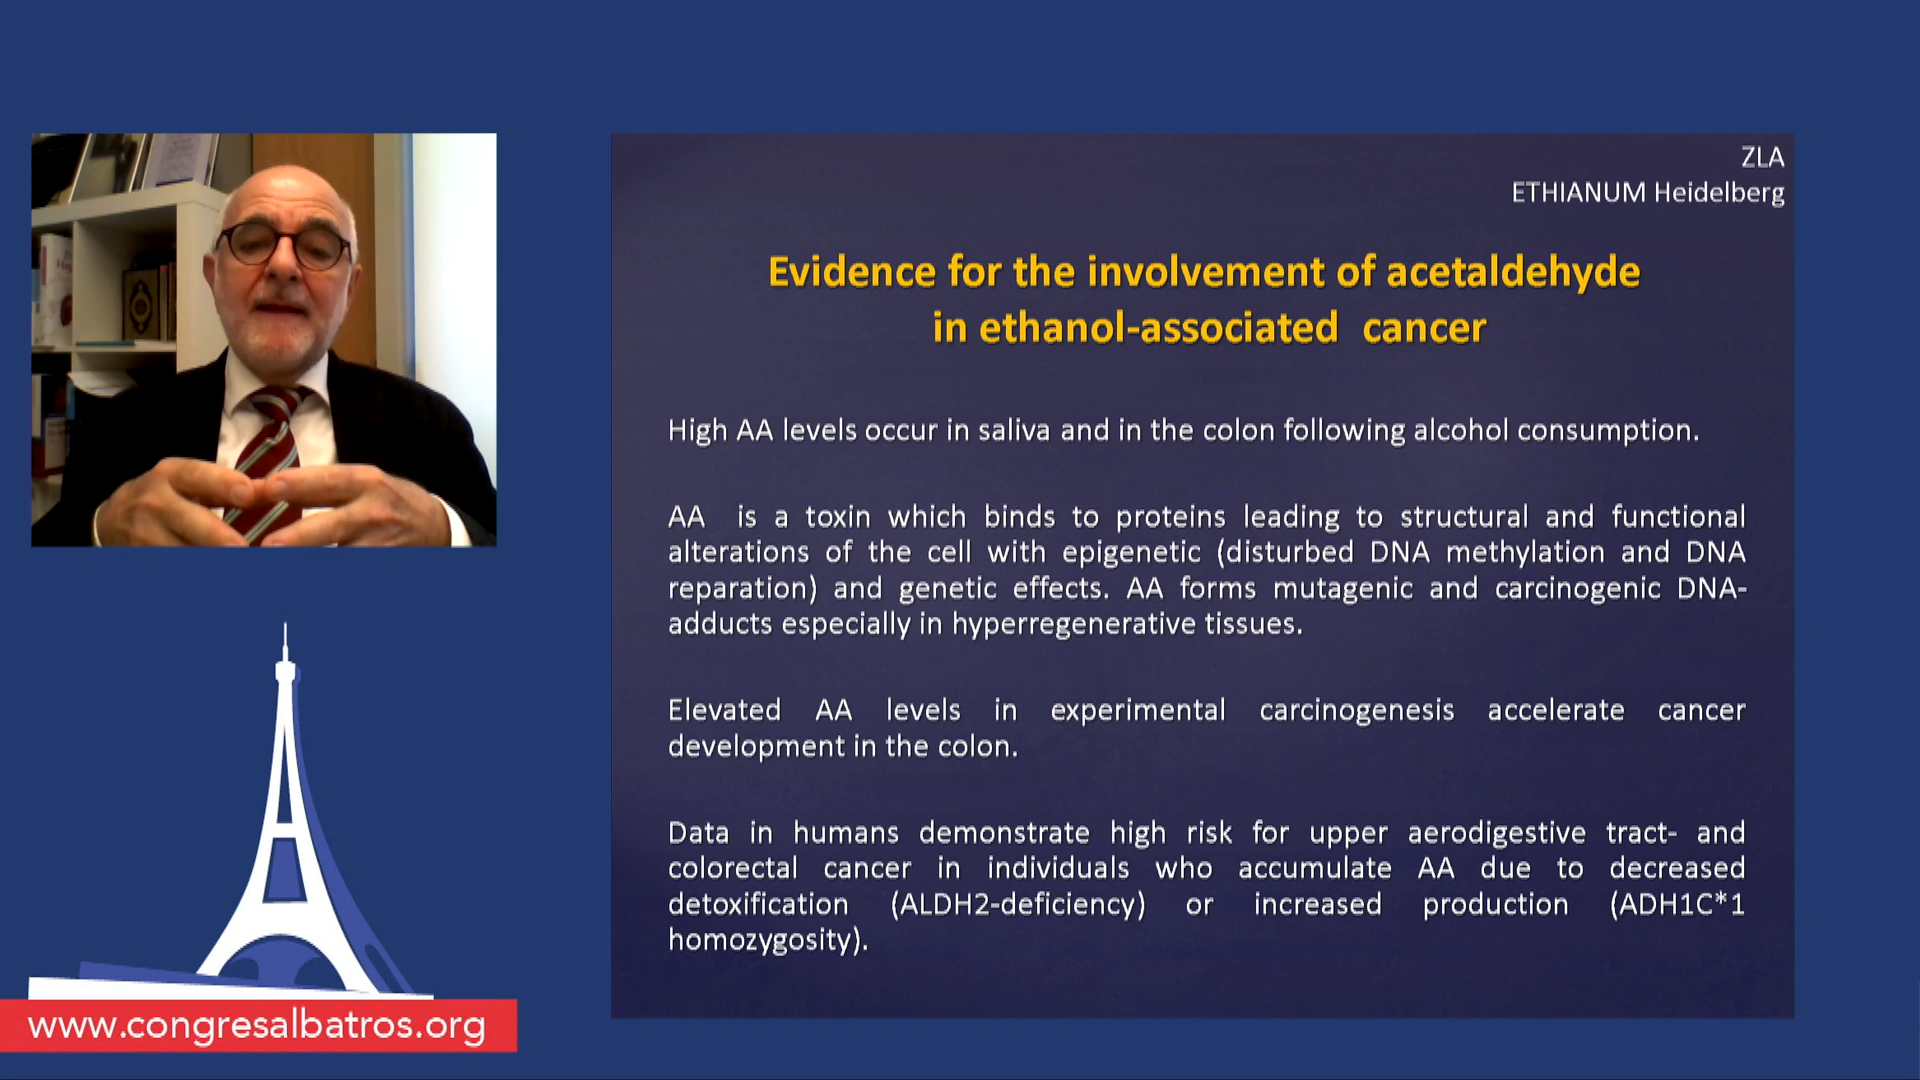 ZLA
ETHIANUM Heidelberg
Evidence for the involvement of acetaldehyde
in ethanol-associated cancer
High AA levels occur in saliva and in the colon following alcohol consumption.
AA is a toxin which binds to proteins leading to structural and functional
alterations of the cell with epigenetic (disturbed DNA methylation and DNA
reparation) and genetic effects. AA forms mutagenic and carcinogenic DNA-
adducts especially in hyperregenerative tissues.
Elevated AA levels in experimental carcinogenesis accelerate cancer
development in the colon.
Data in humans demonstrate high risk for upper aerodigestive tract- and
colorectal cancer in individuals who accumulate AA due to decreased
detoxification (ALDH2-deficiency) or increased production (ADH1C*1
homozygosity).
www.congresalbatros.org